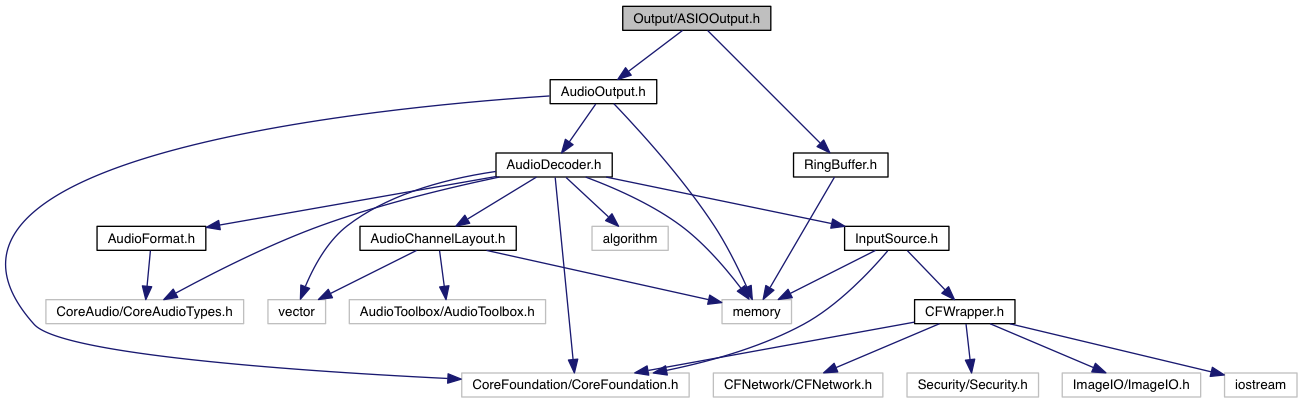 Output/ASIOOutput.h
AudioOutput.h
AudioDecoder.h
RingBuffer.h
AudioFormat.h
AudioChannelLayout.h
algorithm
InputSource.h
CoreAudio/CoreAudioTypes.h
vector
AudioToolbox/AudioToolbox.h
memory
CFWrapper.h
CoreFoundation/CoreFoundation.h
CFNetwork/CFNetwork.h
Security/Security.h
ImageIO/ImageIO.h
iostream